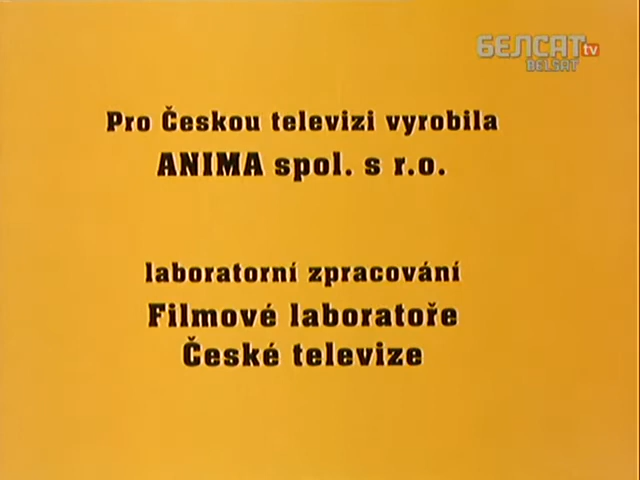 БЕЛСАТ tv
BELSAT
Pro Českou televizi vyrobila
ANIMA spol. s r.o.
laboratorní zpracování
Filmové laboratoře
České televize